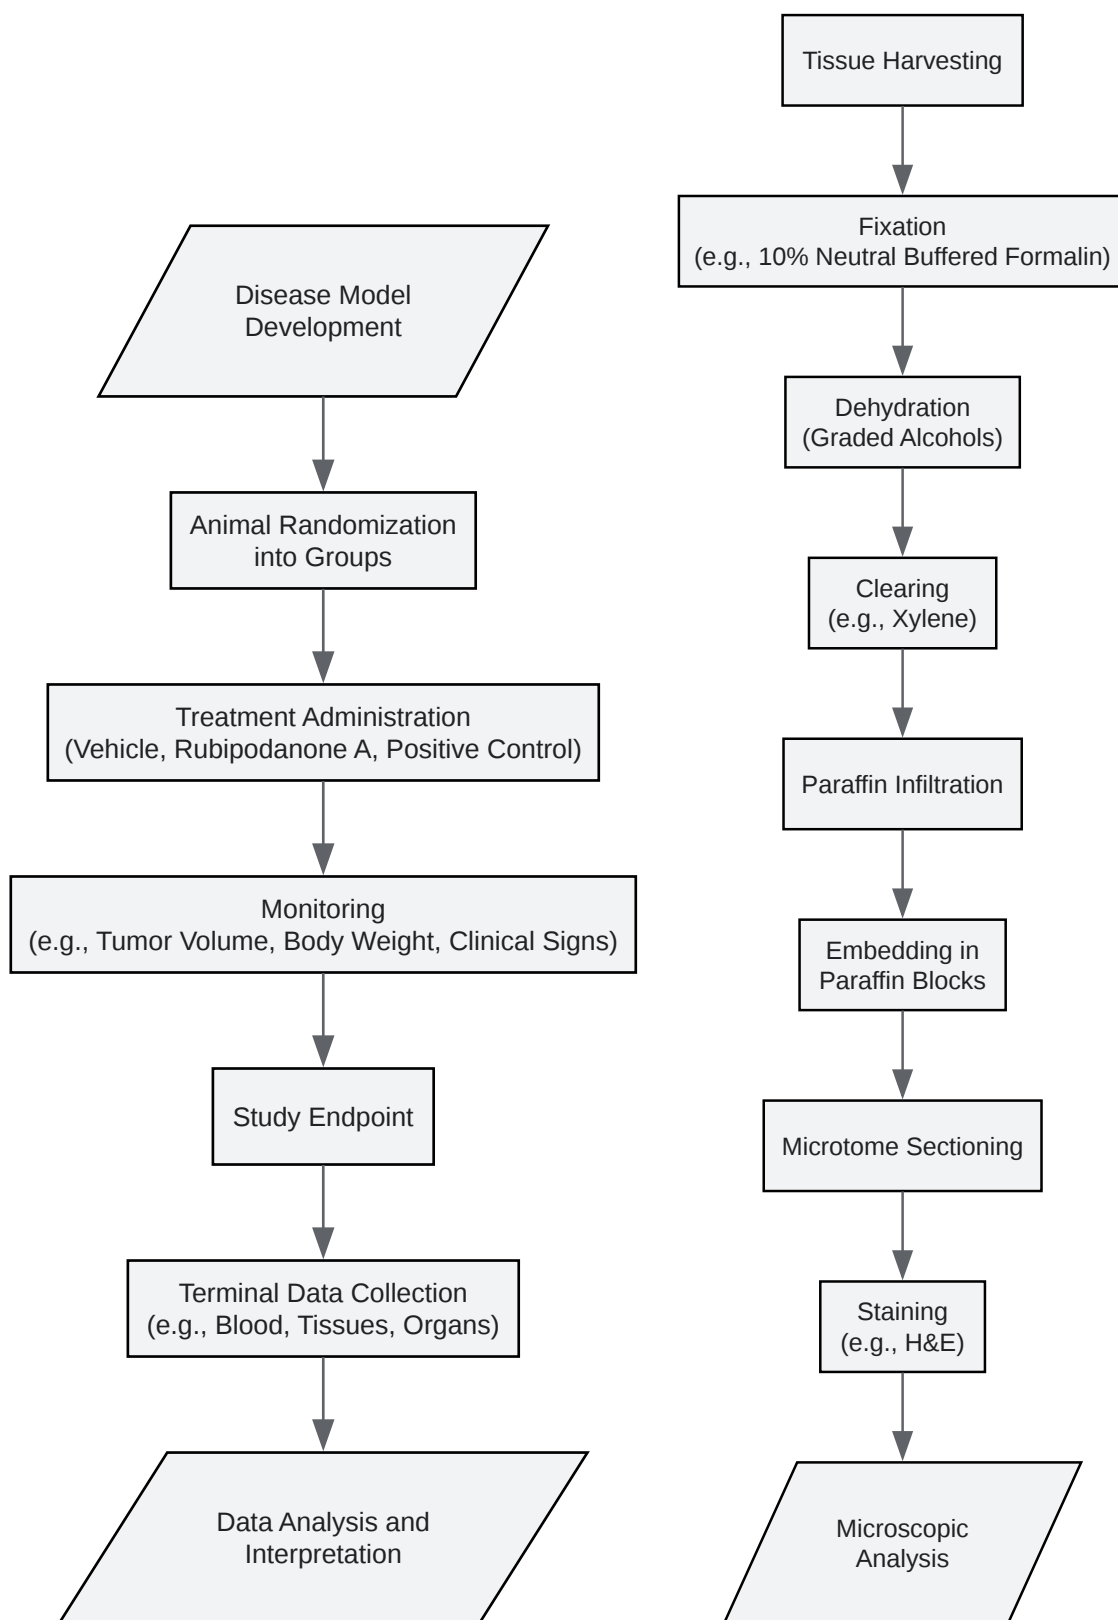 Disease Model
Development
Animal Randomization
into Groups
Treatment Administration
(Vehicle, Rubipodanone A, Positive Control)
Monitoring
(e.g., Tumor Volume, Body Weight, Clinical Signs)
Study Endpoint
Terminal Data Collection
(e.g., Blood, Tissues, Organs)
Data Analysis and
Interpretation
Tissue Harvesting
Fixation
(e.g., 10% Neutral Buffered Formalin)
Dehydration
(Graded Alcohols)
Clearing
(e.g., Xylene)
Paraffin Infiltration
Embedding in
Paraffin Blocks
Microtome Sectioning
Staining
(e.g., H&E)
Microscopic
Analysis